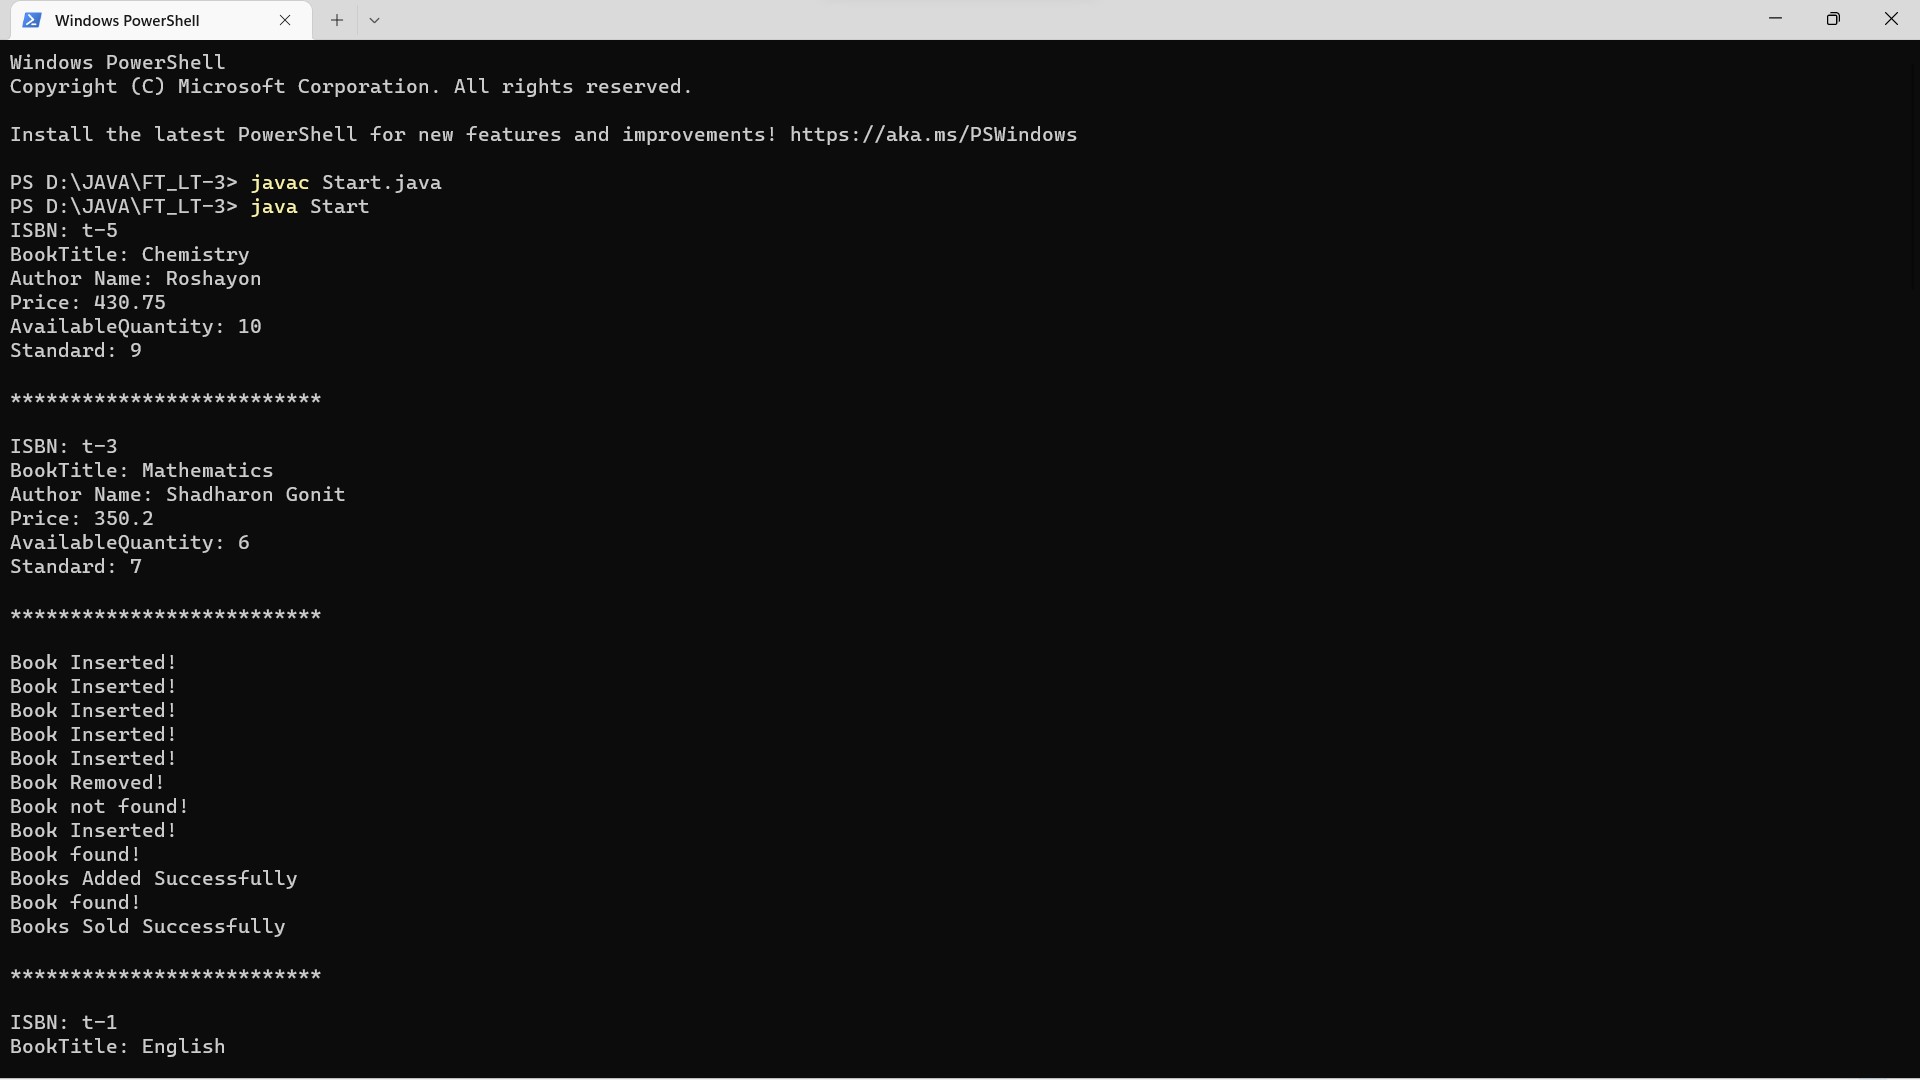 Windows PowerShell
Windows PowerShell
Copyright (C) Microsoft Corporation. All rights reserved.
Install the latest PowerShell for new features and improvements! https://aka.ms/PSWindows
PS D:\JAVA\FT_LT-3> javac Start.java
PS D:\JAVA\FT_LT-3> java Start
ISBN: t-5
BookTitle: Chemistry
Author Name: Roshayon
Price: 430.75
AvailableQuantity: 10
Standard: 9
**************************
ISBN: t-3
BookTitle: Mathematics
Author Name: Shadharon Gonit
Price: 350.2
AvailableQuantity: 6
Standard: 7
**************************
Book Inserted!
Book Inserted!
Book Inserted!
Book Inserted!
Book Inserted!
Book Removed!
Book not found!
Book Inserted!
Book found!
Books Added Successfully
Book found!
Books Sold Successfully
**************************
ISBN: t-1
BookTitle: English